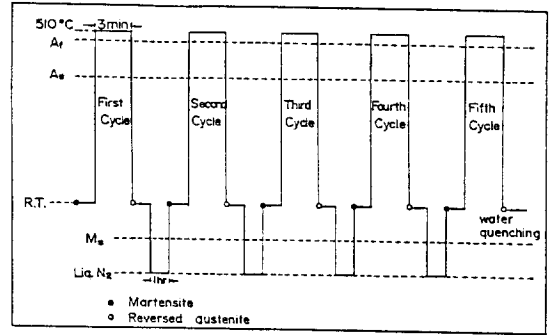 510°C
3min
Af
As
First Cycle
Second Cycle
Third Cycle
Fourth Cycle
Fifth Cycle
R.T.
water quenching
Ms
Liq. N2
1hr
● Martensite
○ Reversed austenite